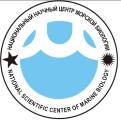 НАЦИОНАЛЬНЫЙ НАУЧНЫЙ ЦЕНТР МОРСКОЙ БИОЛОГИИ
NATIONAL SCIENTIFIC CENTER OF MARINE BIOLOGY